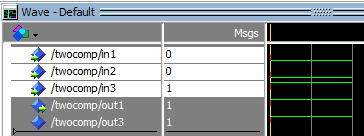 Wave - Default
Msgs
/twocomp/in1 0
/twocomp/in2 0
/twocomp/in3 1
/twocomp/out1 1
/twocomp/out3 1